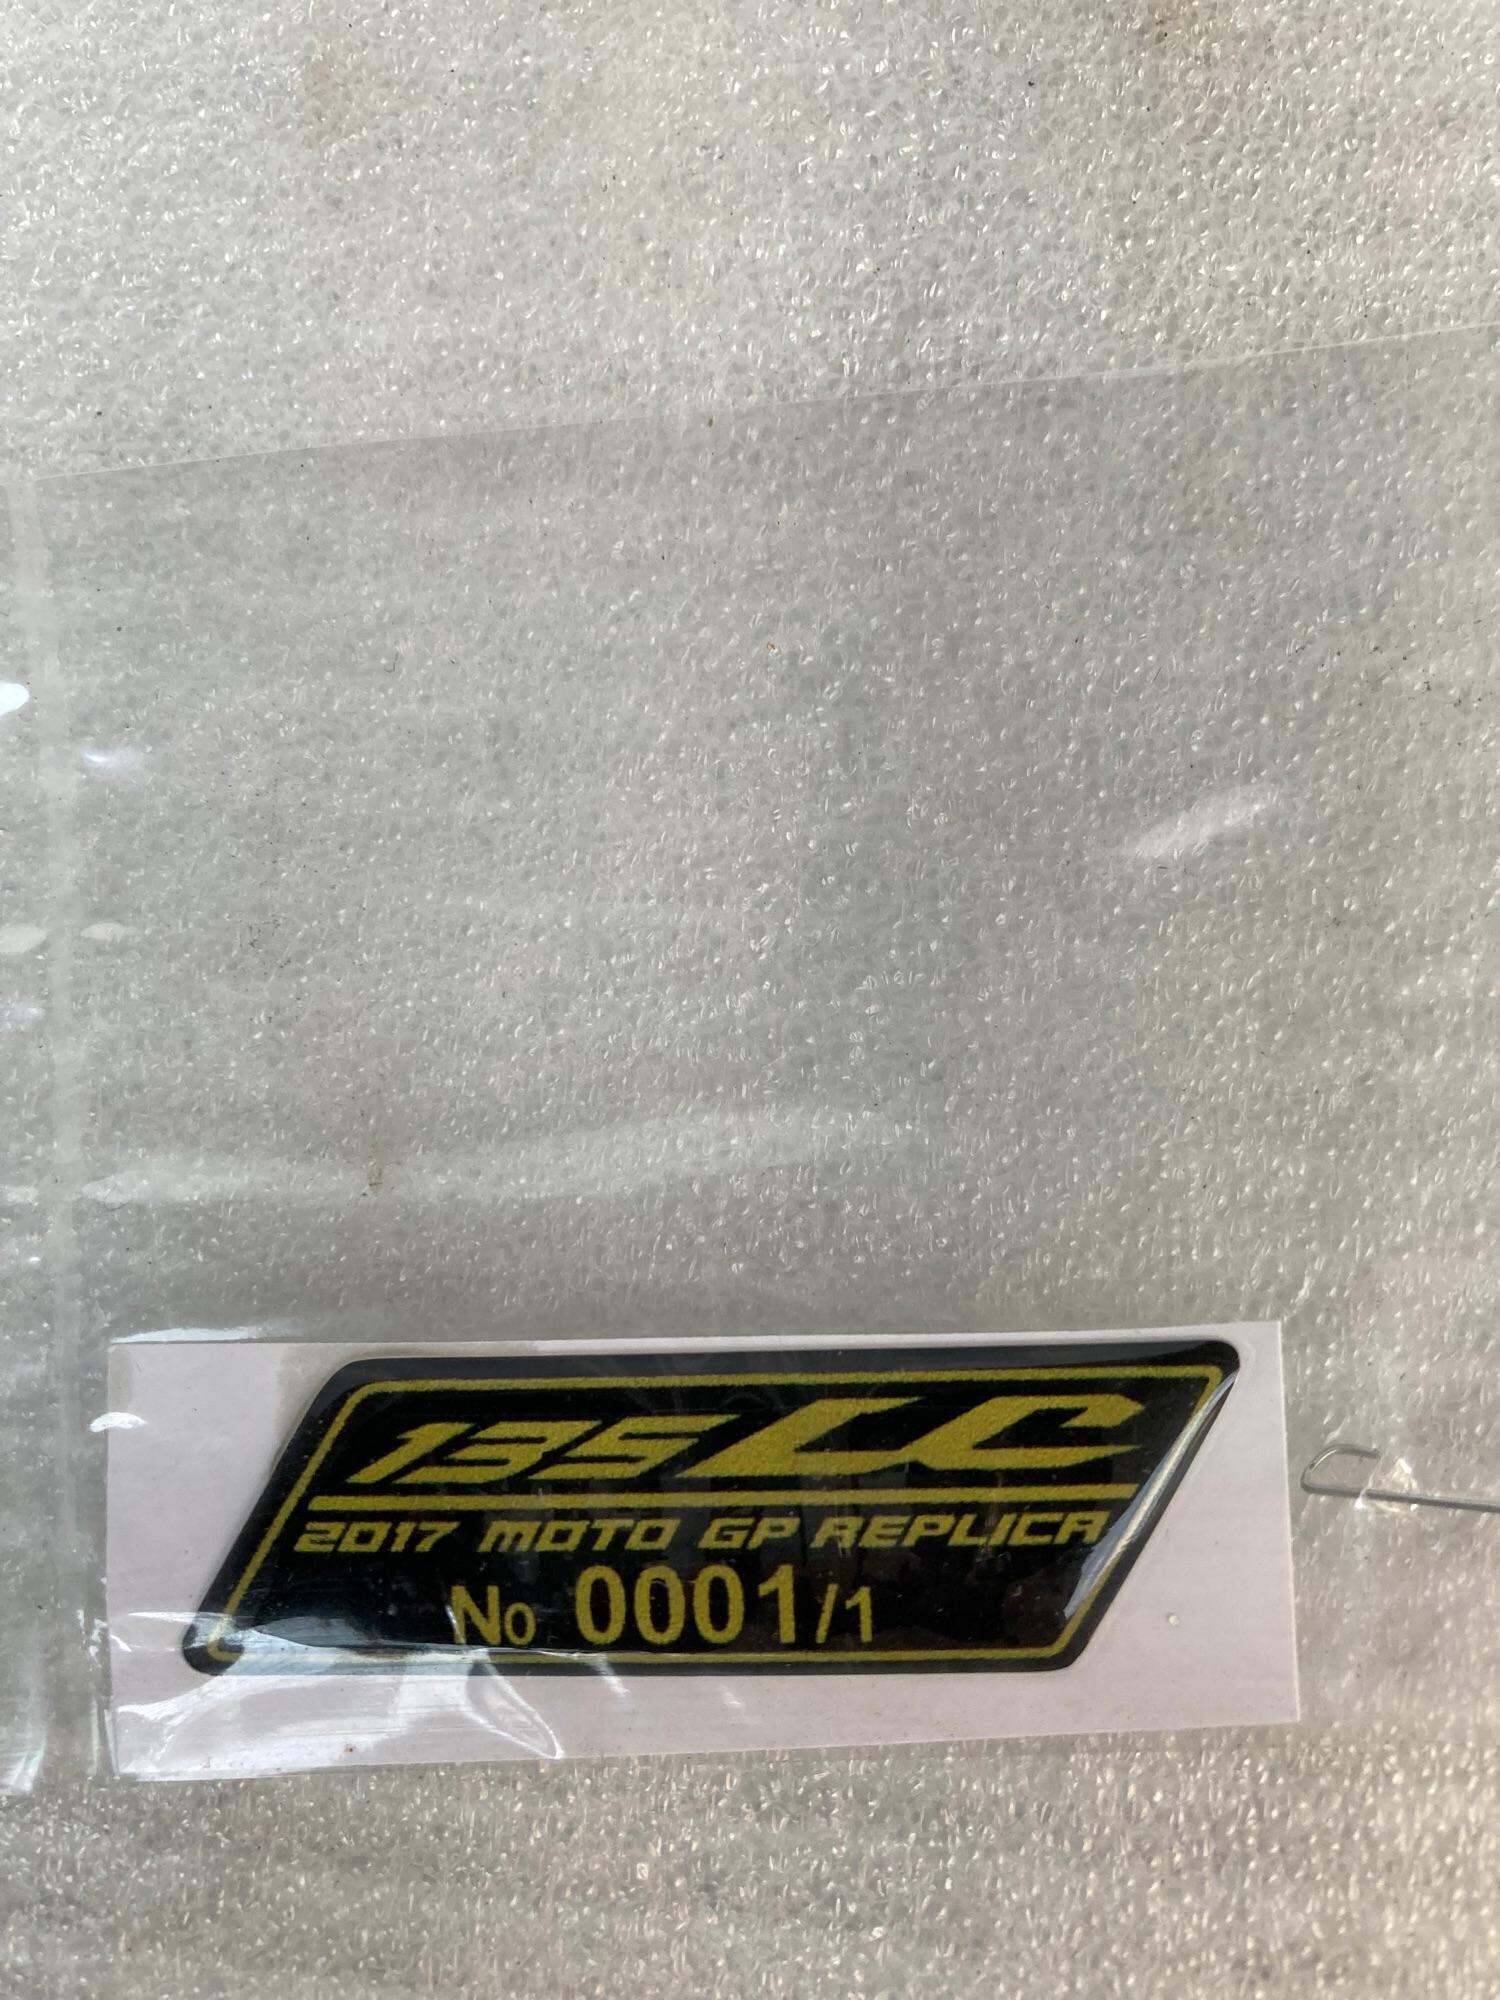 135LC
2017 MOTO GP REPLICA
No 0001/1